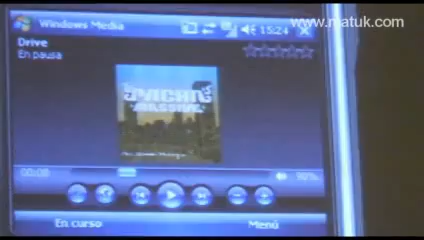 www.matuk.com
Windows Media
15:24
Drive
En pausa
00:08
90%
En curso
Menú